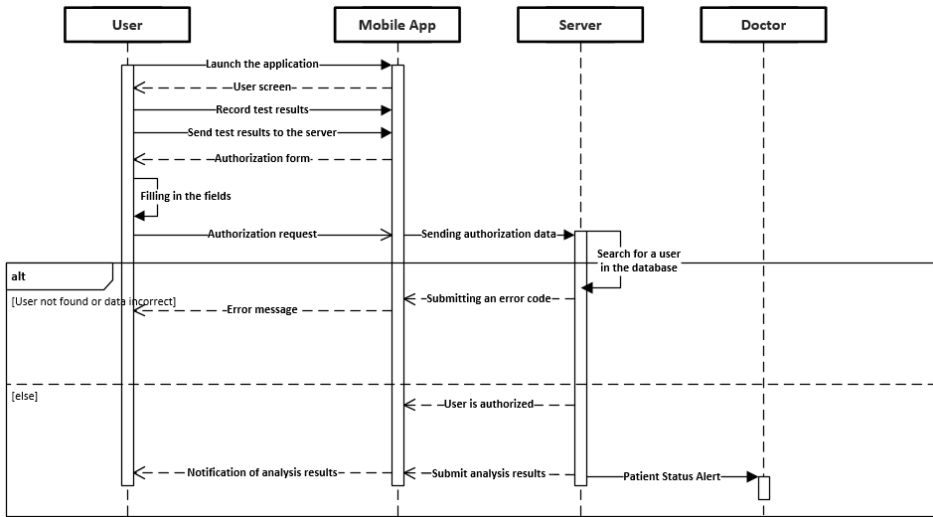 User
Mobile App
Server
Doctor
Launch the application
User screen
Record test results
Send test results to the server
Authorization form
Filling in the fields
Authorization request
Sending authorization data
Search for a user
in the database
alt
[User not found or data incorrect]
Submitting an error code
Error message
[else]
User is authorized
Notification of analysis results
Submit analysis results
Patient Status Alert